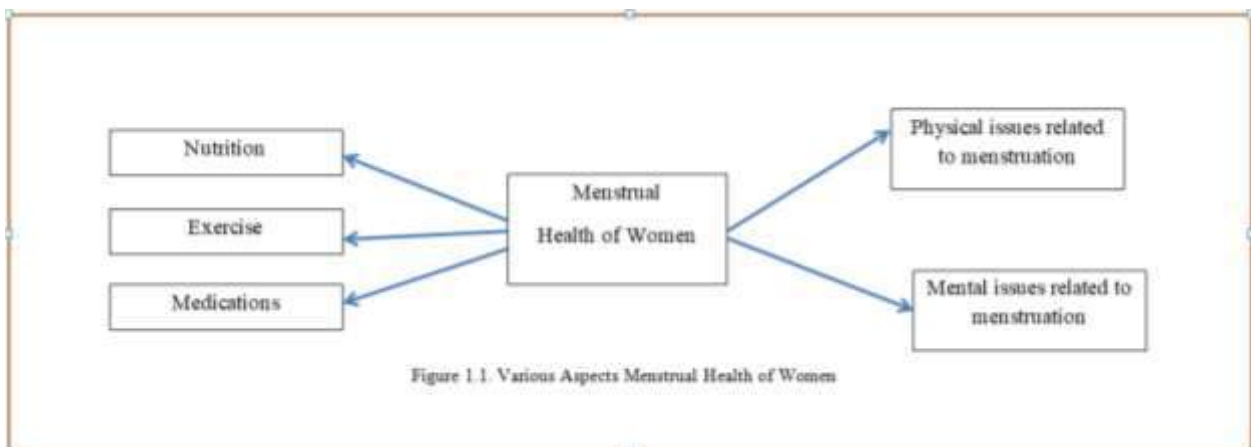 Nutrition
Exercise
Medications
Menstrual
Health of Women
Physical issues related
to menstruation
Mental issues related to
menstruation
Figure 1.1. Various Aspects Menstrual Health of Women